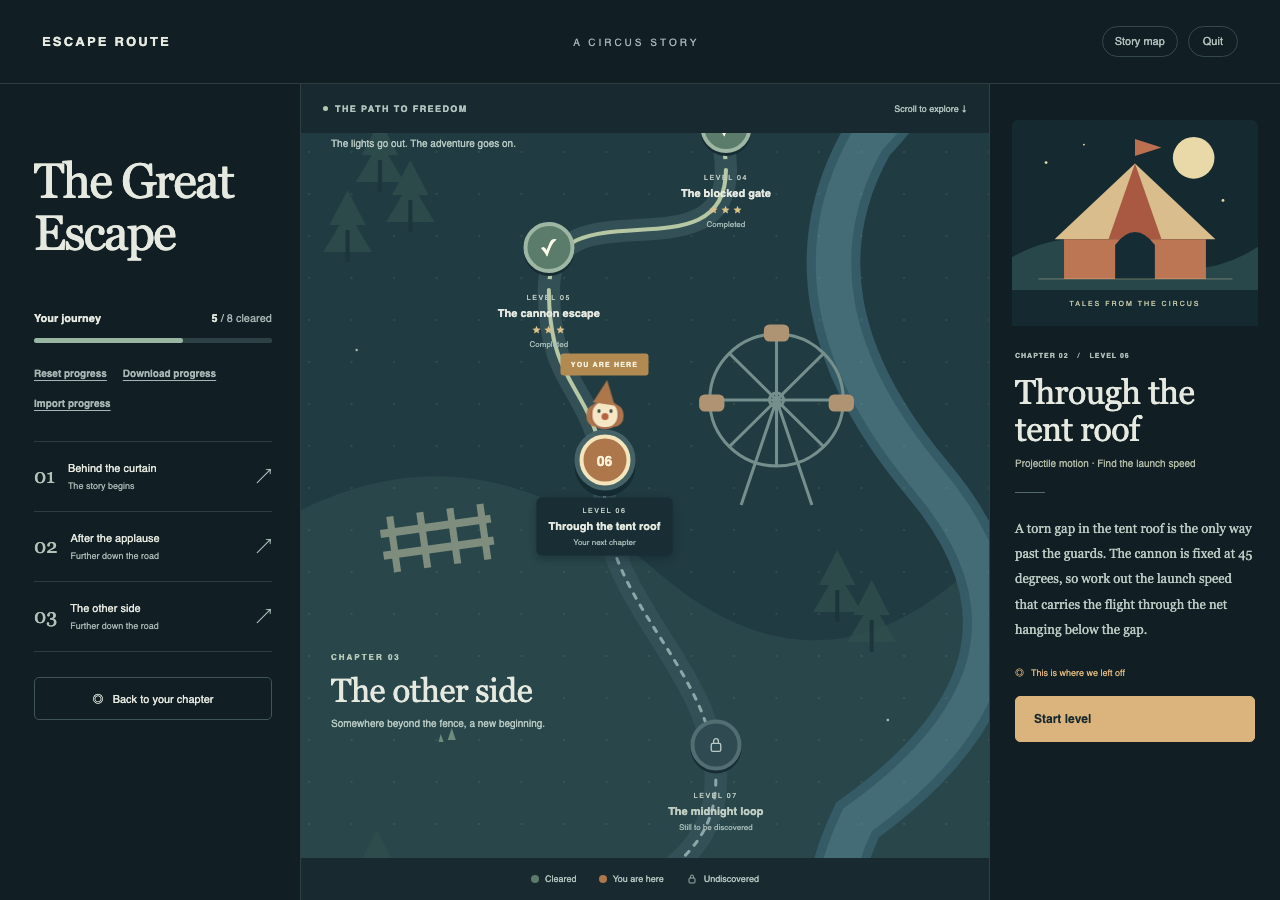 ESCAPE ROUTE
A CIRCUS STORY
Story map
Quit
The Great
Escape
Your journey
5 / 8 cleared
Reset progress
Download progress
Import progress
01
Behind the curtain
The story begins
02
After the applause
Further down the road
03
The other side
Further down the road
Back to your chapter
THE PATH TO FREEDOM
Scroll to explore ↓
The lights go out. The adventure goes on.
LEVEL 04
The blocked gate
Completed
LEVEL 05
The cannon escape
Completed
YOU ARE HERE
06
LEVEL 06
Through the tent roof
Your next chapter
CHAPTER 03
The other side
Somewhere beyond the fence, a new beginning.
LEVEL 07
The midnight loop
Still to be discovered
Cleared
You are here
Undiscovered
TALES FROM THE CIRCUS
CHAPTER 02 / LEVEL 06
Through the
tent roof
Projectile motion · Find the launch speed
A torn gap in the tent roof is the only way
past the guards. The cannon is fixed at 45
degrees, so work out the launch speed
that carries the flight through the net
hanging below the gap.
This is where we left off
Start level